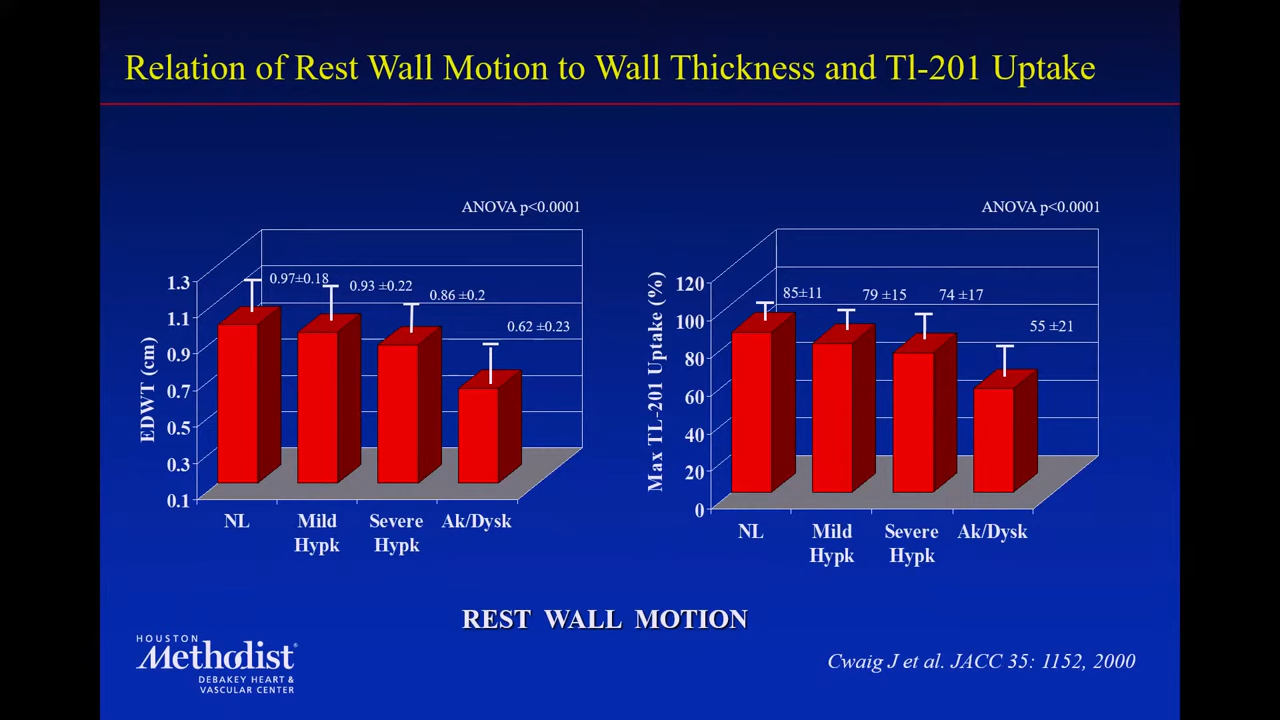 Relation of Rest Wall Motion to Wall Thickness and Tl-201 Uptake
ANOVA p<0.0001
EDWT (cm)
1.3
1.1
0.9
0.7
0.5
0.3
0.1
0.97±0.18
0.93 ±0.22
0.86 ±0.2
0.62 ±0.23
NL
Mild Hypk
Severe Hypk
Ak/Dysk
ANOVA p<0.0001
Max TL-201 Uptake (%)
120
100
80
60
40
20
0
85±11
79 ±15
74 ±17
55 ±21
NL
Mild Hypk
Severe Hypk
Ak/Dysk
REST WALL MOTION
HOUSTON
Methodist
DEBAKEY HEART &
VASCULAR CENTER
Cwaig J et al. JACC 35: 1152, 2000